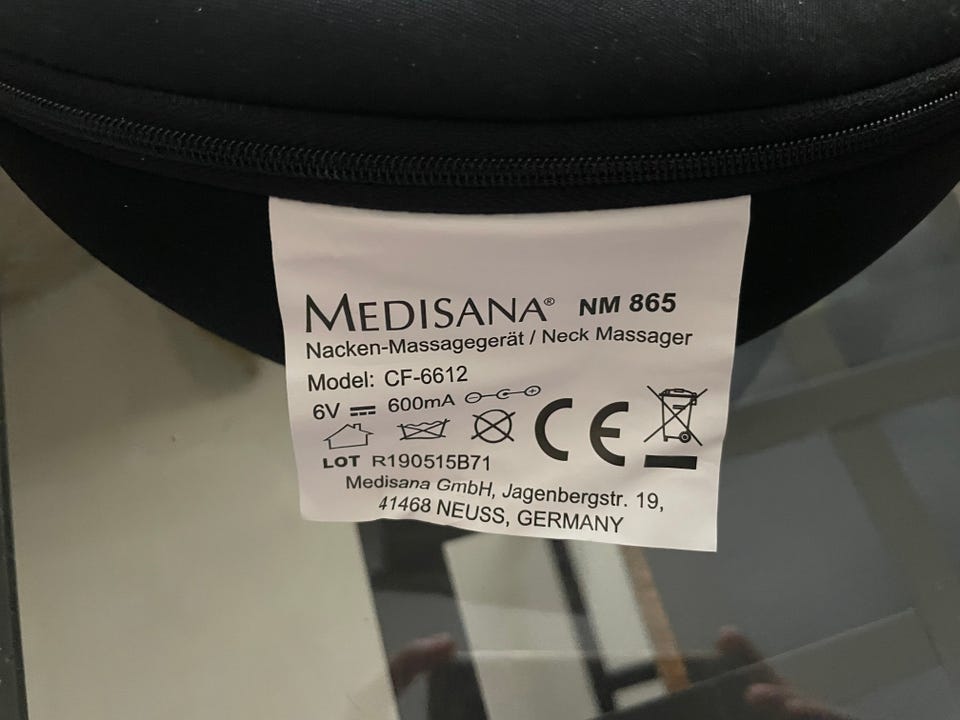 MEDISANA® NM 865
Nacken-Massagegerät / Neck Massager
Model: CF-6612
6V ⎓ 600mA
CE
LOT R190515B71
Medisana GmbH, Jagenbergstr. 19,
41468 NEUSS, GERMANY